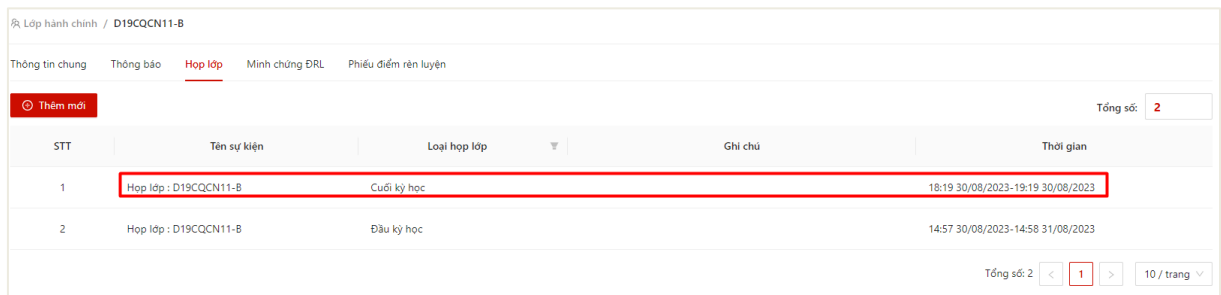 Lớp hành chính / D19CQCN11-B
Thông tin chung Thông báo Họp lớp Minh chứng ĐRL Phiếu điểm rèn luyện
Thêm mới Tổng số: 2
STT Tên sự kiện Loại họp lớp Ghi chú Thời gian
1 Họp lớp : D19CQCN11-B Cuối kỳ học 18:19 30/08/2023-19:19 30/08/2023
2 Họp lớp : D19CQCN11-B Đầu kỳ học 14:57 30/08/2023-14:58 31/08/2023
Tổng số: 2 < 1 > 10 / trang